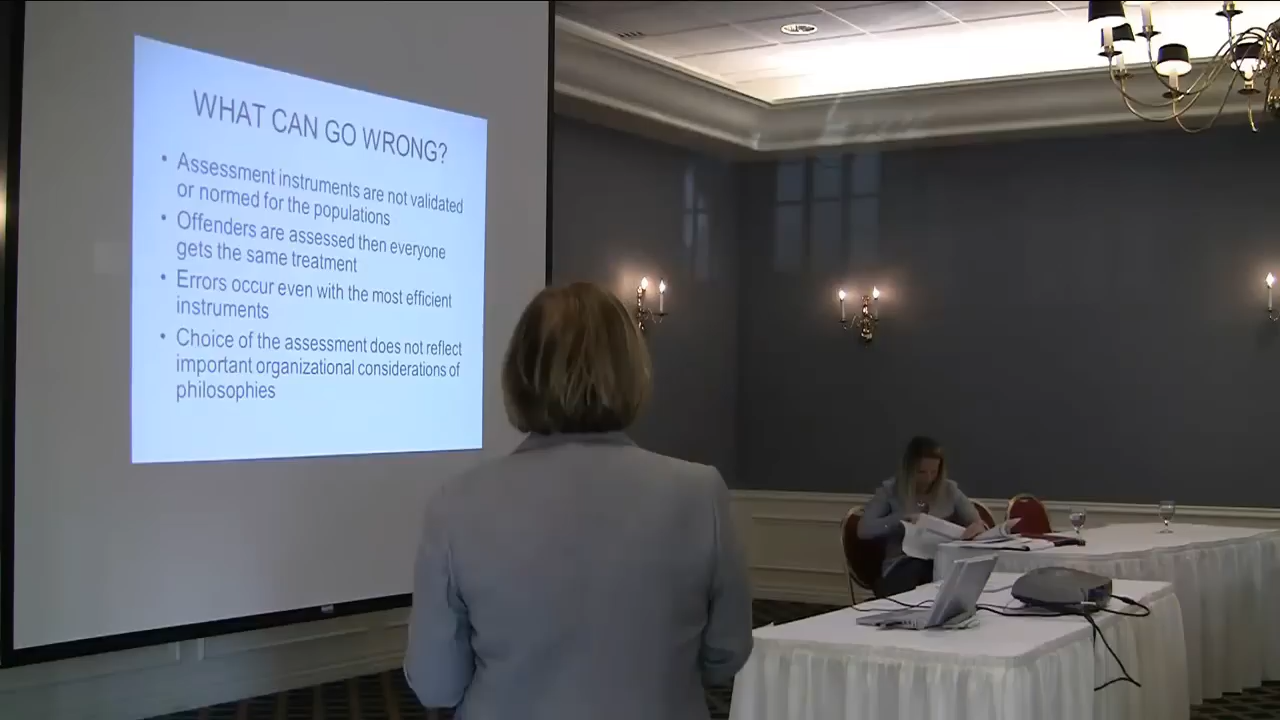 WHAT CAN GO WRONG?
• Assessment instruments are not validated
or normed for the populations
• Offenders are assessed then everyone
gets the same treatment
• Errors occur even with the most efficient
instruments
• Choice of the assessment does not reflect
important organizational considerations of
philosophies